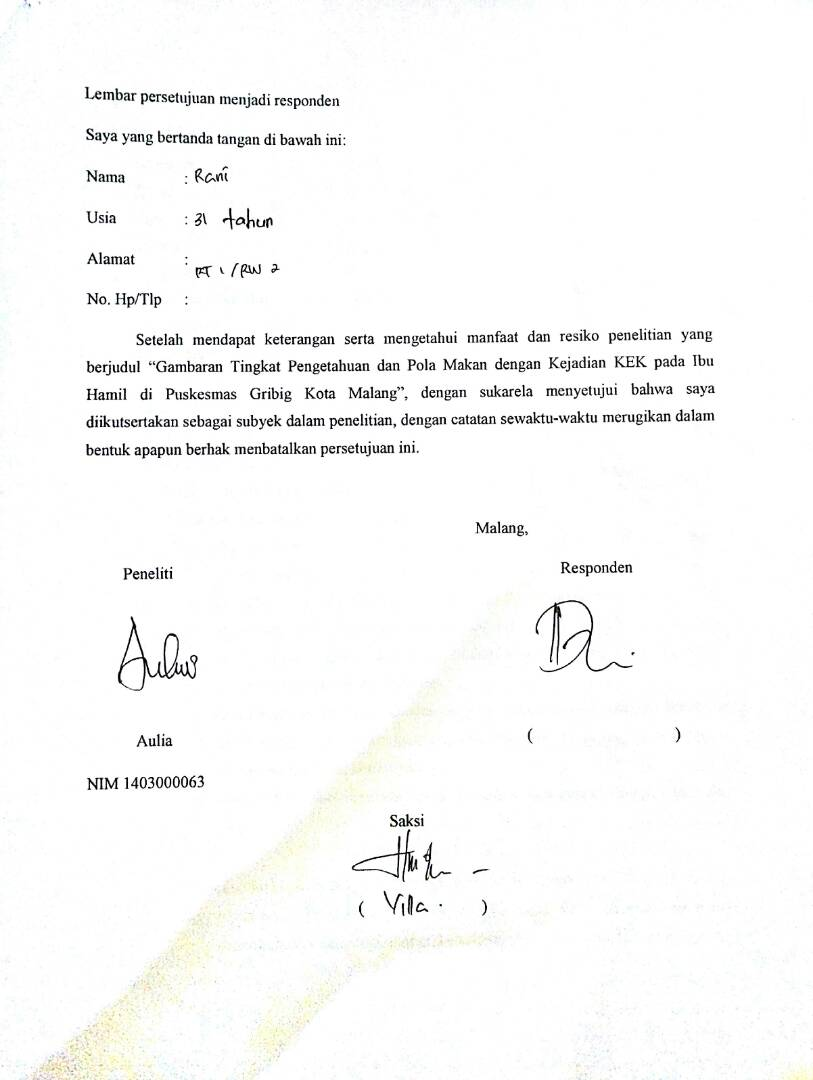 Lembar persetujuan menjadi responden
Saya yang bertanda tangan di bawah ini:
Nama : Rani
Usia : 31 tahun
Alamat : RT 1 / RW 2
No. Hp/Tlp :
Setelah mendapat keterangan serta mengetahui manfaat dan resiko penelitian yang
berjudul “Gambaran Tingkat Pengetahuan dan Pola Makan dengan Kejadian KEK pada Ibu
Hamil di Puskesmas Gribig Kota Malang”, dengan sukarela menyetujui bahwa saya
diikutsertakan sebagai subyek dalam penelitian, dengan catatan sewaktu-waktu merugikan dalam
bentuk apapun berhak menbatalkan persetujuan ini.
Malang,
Peneliti Responden
Aulia ( )
NIM 1403000063
Saksi
( Villa. )